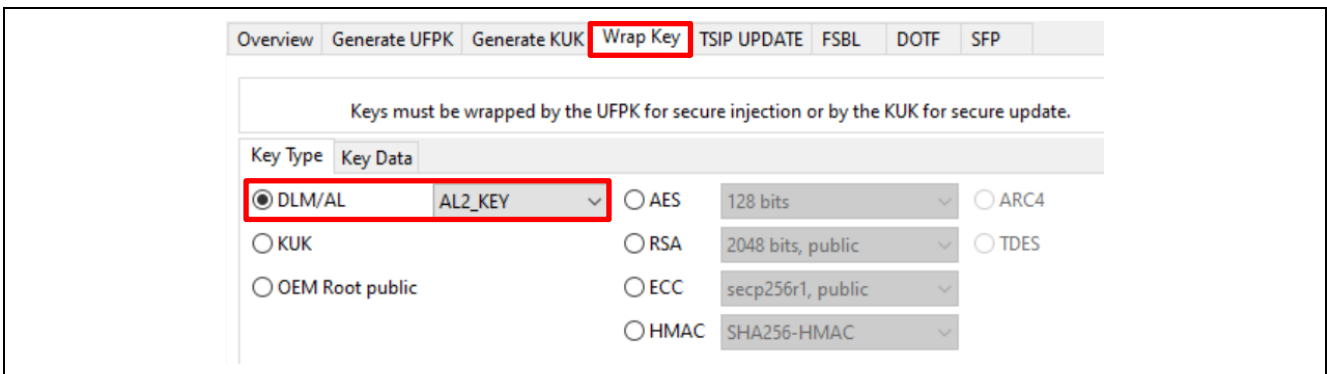 Overview Generate UFPK Generate KUK Wrap Key TSIP UPDATE FSBL DOTF SFP
Keys must be wrapped by the UFPK for secure injection or by the KUK for secure update.
Key Type Key Data
DLM/AL AL2_KEY AES 128 bits ARC4
KUK RSA 2048 bits, public TDES
OEM Root public ECC secp256r1, public
HMAC SHA256-HMAC